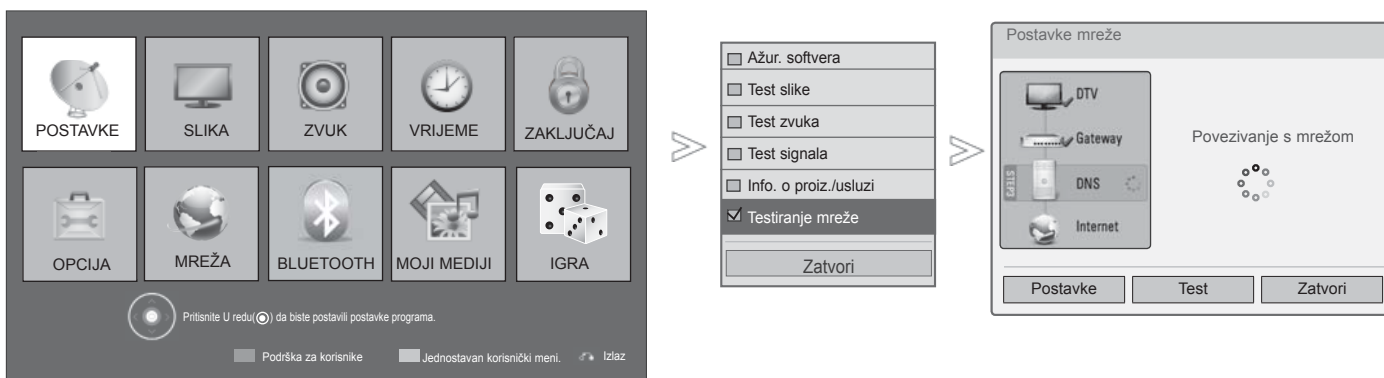 POSTAVKE SLIKA ZVUK VRIJEME ZAKLJUČAJ
OPCIJA MREŽA BLUETOOTH MOJI MEDIJI IGRA
Pritisnite U redu(◉) da biste postavili postavke programa.
Podrška za korisnike Jednostavan korisnički meni. Izlaz
Ažur. softvera
Test slike
Test zvuka
Test signala
Info. o proiz./usluzi
Testiranje mreže
Zatvori
Postavke mreže
DTV
Gateway
STEP3
DNS
Internet
Povezivanje s mrežom
Postavke Test Zatvori